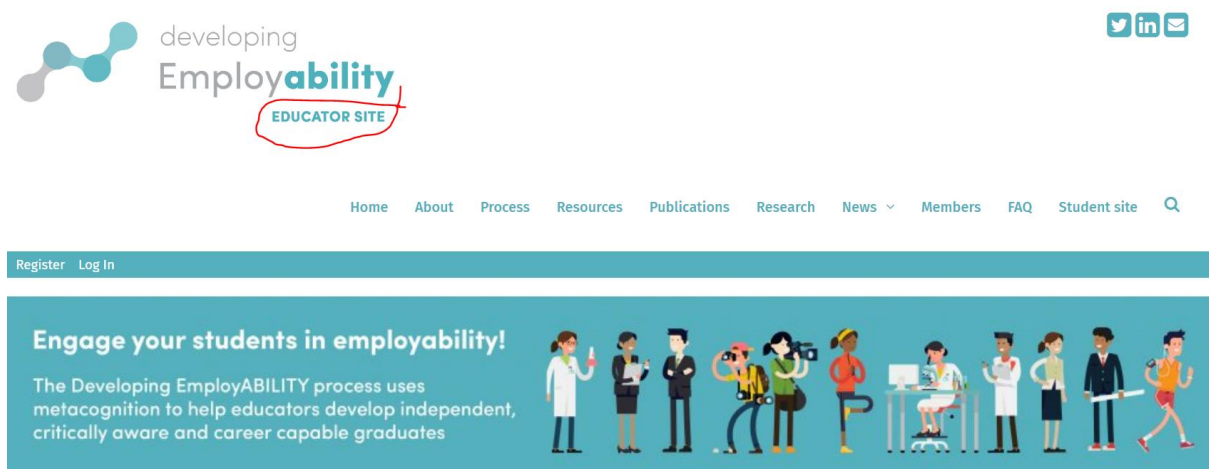 developing
Employability
EDUCATOR SITE
Home About Process Resources Publications Research News Members FAQ Student site
Register Log In
Engage your students in employability!
The Developing EmployABILITY process uses
metacognition to help educators develop independent,
critically aware and career capable graduates